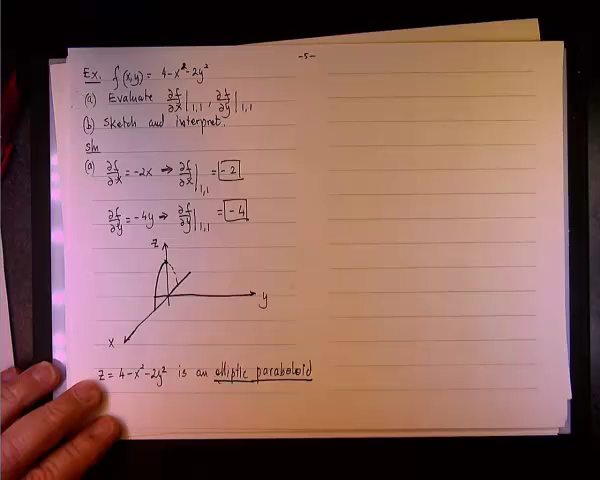 -5-
Ex. f(x,y) = 4-x²-2y²
(a) Evaluate ∂f/∂x|1,1 , ∂f/∂y|1,1
(b) Sketch and interpret.
Sln
(a) ∂f/∂x = -2x → ∂f/∂x|1,1 = -2
∂f/∂y = -4y → ∂f/∂y|1,1 = -4
z
y
x
z = 4-x²-2y² is an elliptic paraboloid